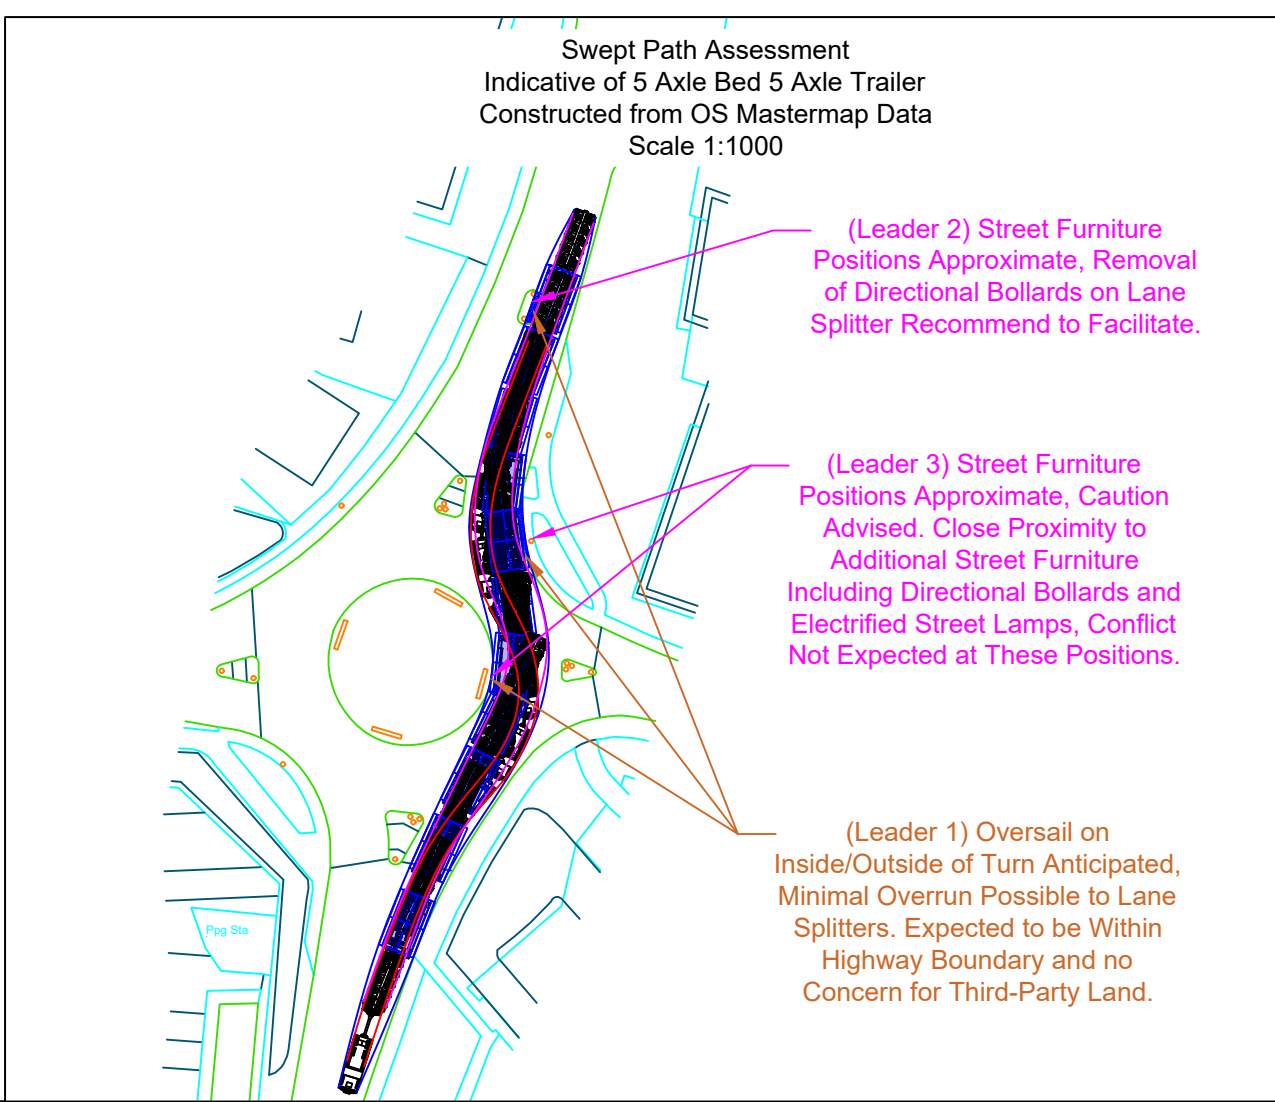 Swept Path Assessment
Indicative of 5 Axle Bed 5 Axle Trailer
Constructed from OS Mastermap Data
Scale 1:1000
(Leader 2) Street Furniture
Positions Approximate, Removal
of Directional Bollards on Lane
Splitter Recommend to Facilitate.
(Leader 3) Street Furniture
Positions Approximate, Caution
Advised. Close Proximity to
Additional Street Furniture
Including Directional Bollards and
Electrified Street Lamps, Conflict
Not Expected at These Positions.
(Leader 1) Oversail on
Inside/Outside of Turn Anticipated,
Minimal Overrun Possible to Lane
Splitters. Expected to be Within
Highway Boundary and no
Concern for Third-Party Land.
Ppg Sta